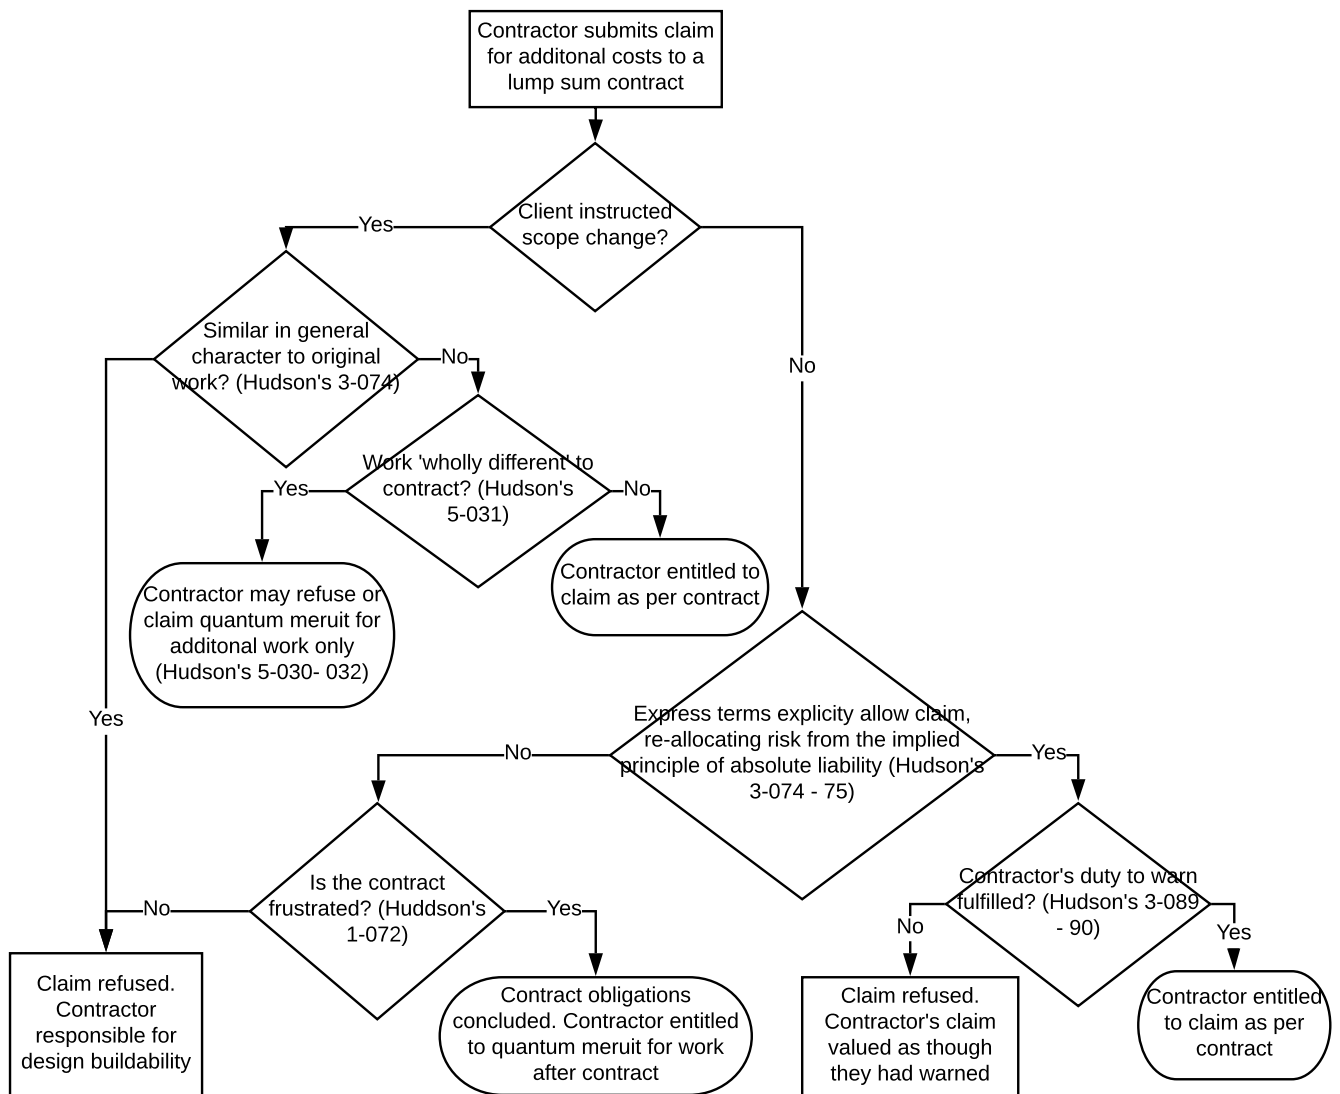 Contractor submits claim
for additonal costs to a
lump sum contract
Client instructed
scope change?
Yes
No
Similar in general
character to original
work? (Hudson's 3-074)
No
Yes
Work 'wholly different' to
contract? (Hudson's
5-031)
Yes
No
Contractor may refuse or
claim quantum meruit for
additonal work only
(Hudson's 5-030- 032)
Contractor entitled to
claim as per contract
Express terms explicity allow claim,
re-allocating risk from the implied
principle of absolute liability (Hudson's
3-074 - 75)
No
Yes
Is the contract
frustrated? (Huddson's
1-072)
No
Yes
Contractor's duty to warn
fulfilled? (Hudson's 3-089
- 90)
No
Yes
Claim refused.
Contractor
responsible for
design buildability
Contract obligations
concluded. Contractor entitled
to quantum meruit for work
after contract
Claim refused.
Contractor's claim
valued as though
they had warned
Contractor entitled
to claim as per
contract